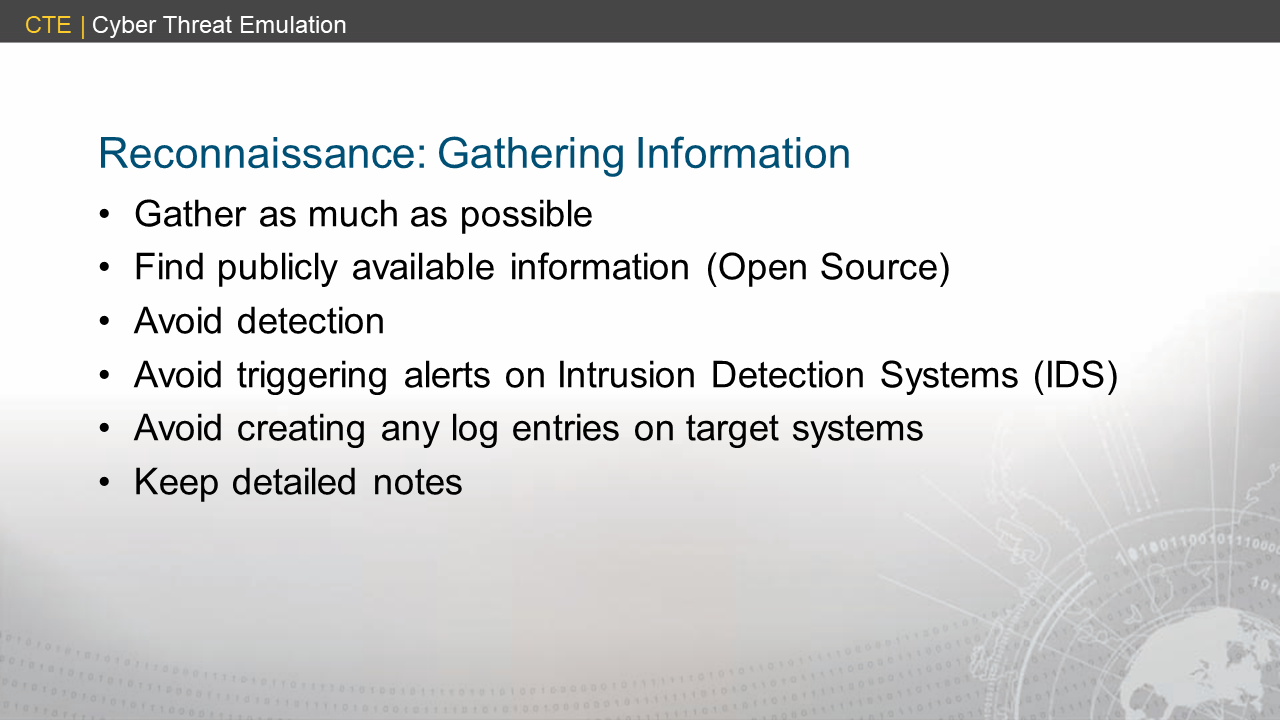 CTE | Cyber Threat Emulation
Reconnaissance: Gathering Information
• Gather as much as possible
• Find publicly available information (Open Source)
• Avoid detection
• Avoid triggering alerts on Intrusion Detection Systems (IDS)
• Avoid creating any log entries on target systems
• Keep detailed notes